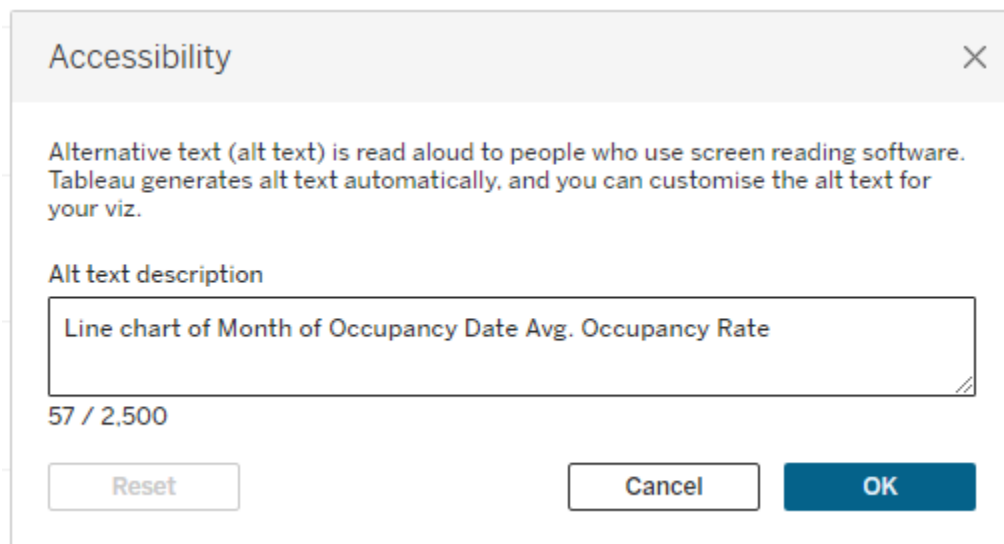 Accessibility
Alternative text (alt text) is read aloud to people who use screen reading software.
Tableau generates alt text automatically, and you can customise the alt text for
your viz.
Alt text description
Line chart of Month of Occupancy Date Avg. Occupancy Rate
57 / 2,500
Reset
Cancel
OK